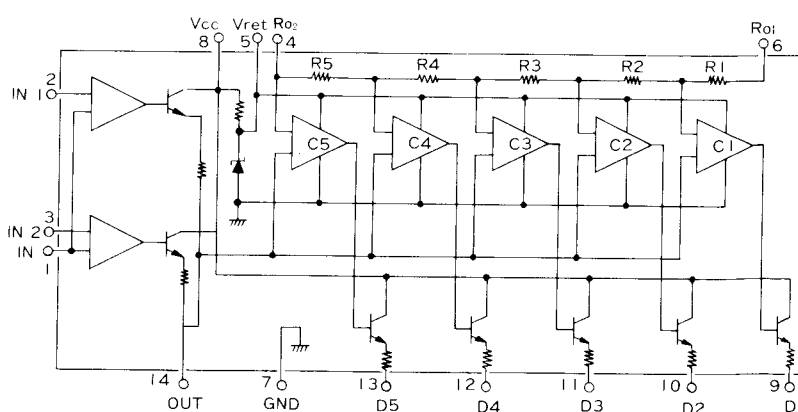 Vcc Vret Ro2 Ro1
8 5 4 6
R5 R4 R3 R2 R1
2
IN 1
C5 C4 C3 C2 C1
3
IN 2
IN
1
14 7 13 12 11 10 9
OUT GND D5 D4 D3 D2 D